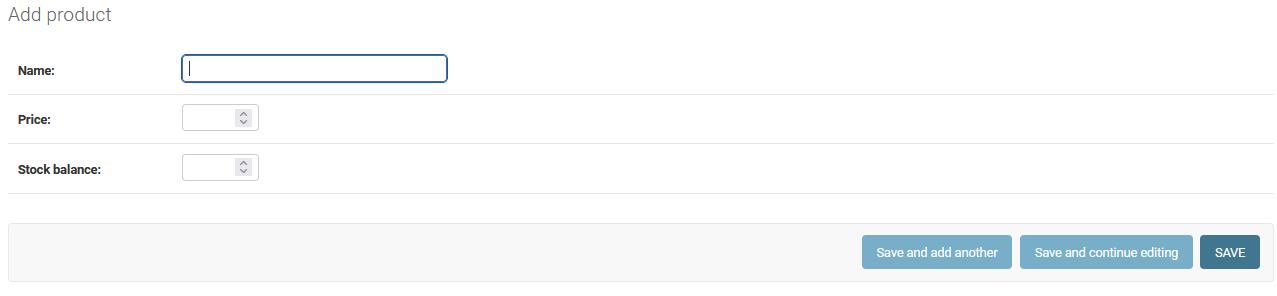 Add product
Name:
Price:
Stock balance:
Save and add another Save and continue editing SAVE